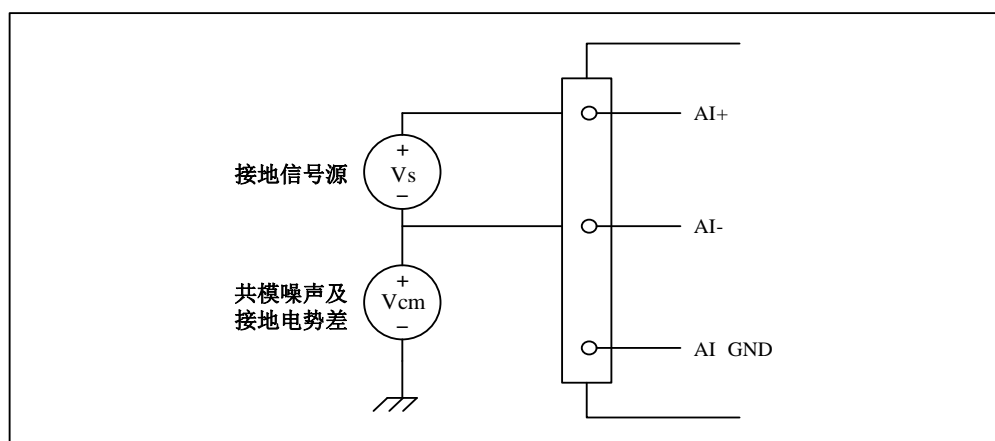 AI+
+
接地信号源
Vs
−
AI-
共模噪声及
接地电势差
+
Vcm
−
AI GND